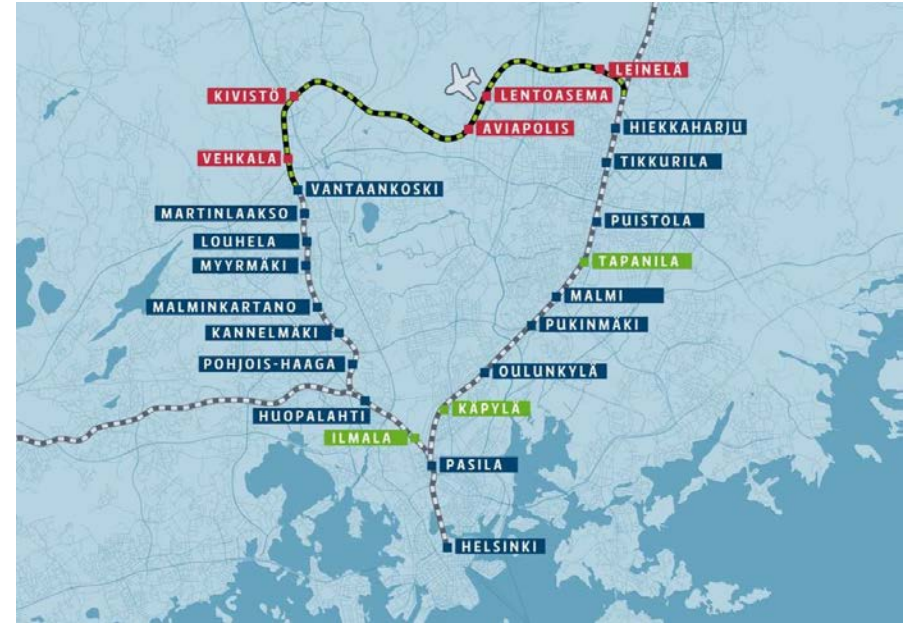 LEINELÄ
KIVISTÖ
LENTOASEMA
AVIAPOLIS
HIEKKAHARJU
VEHKALA
TIKKURILA
VANTAANKOSKI
MARTINLAAKSO
PUISTOLA
LOUHELA
MYYRMÄKI
TAPANILA
MALMI
MALMINKARTANO
PUKINMÄKI
KANNELMÄKI
POHJOIS-HAAGA
OULUNKYLÄ
HUOPALAHTI
KÄPYLÄ
ILMALA
PASILA
HELSINKI